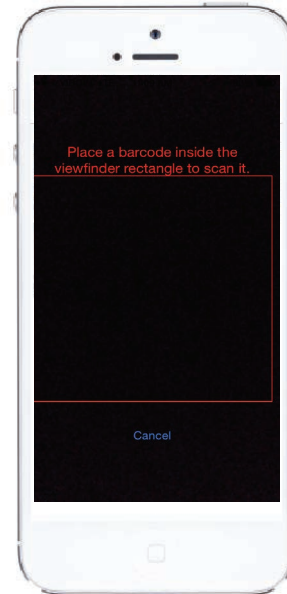 Place a barcode inside the
viewfinder rectangle to scan it.
Cancel